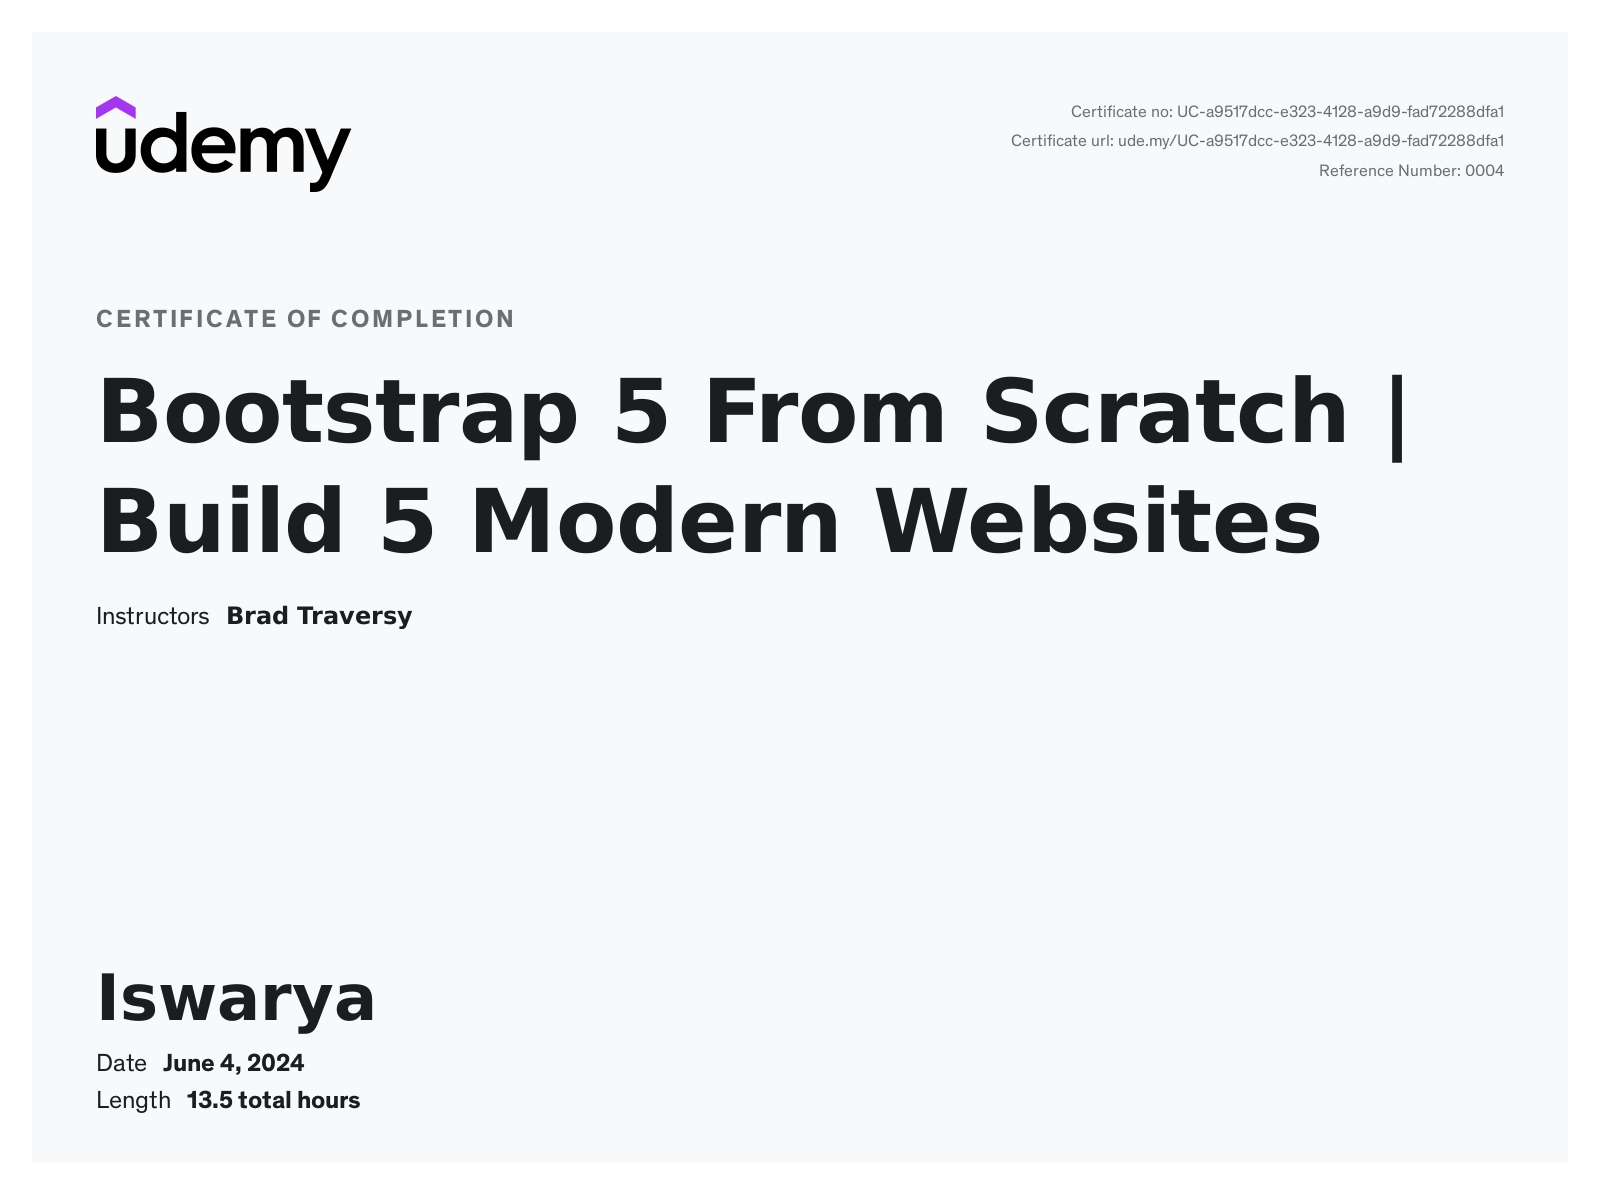 udemy
Certificate no: UC-a9517dcc-e323-4128-a9d9-fad72288dfa1
Certificate url: ude.my/UC-a9517dcc-e323-4128-a9d9-fad72288dfa1
Reference Number: 0004
CERTIFICATE OF COMPLETION
Bootstrap 5 From Scratch |
Build 5 Modern Websites
Instructors Brad Traversy
Iswarya
Date June 4, 2024
Length 13.5 total hours